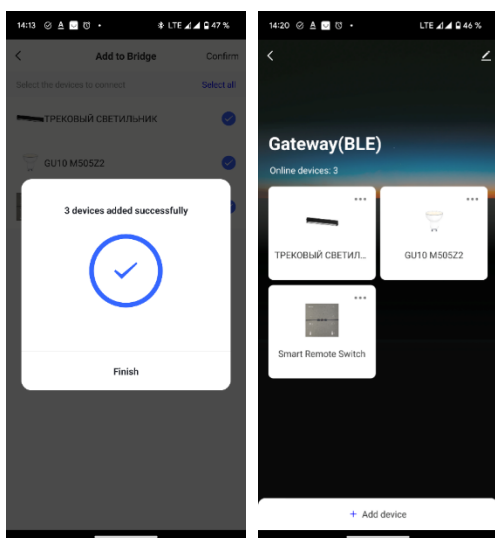 14:13
LTE 47 %
Add to Bridge
Confirm
Select the devices to connect
Select all
ТРЕКОВЫЙ СВЕТИЛЬНИК
GU10 M505Z2
3 devices added successfully
Finish
14:20
LTE 46 %
Gateway(BLE)
Online devices: 3
ТРЕКОВЫЙ СВЕТИЛ...
GU10 M505Z2
Smart Remote Switch
+ Add device